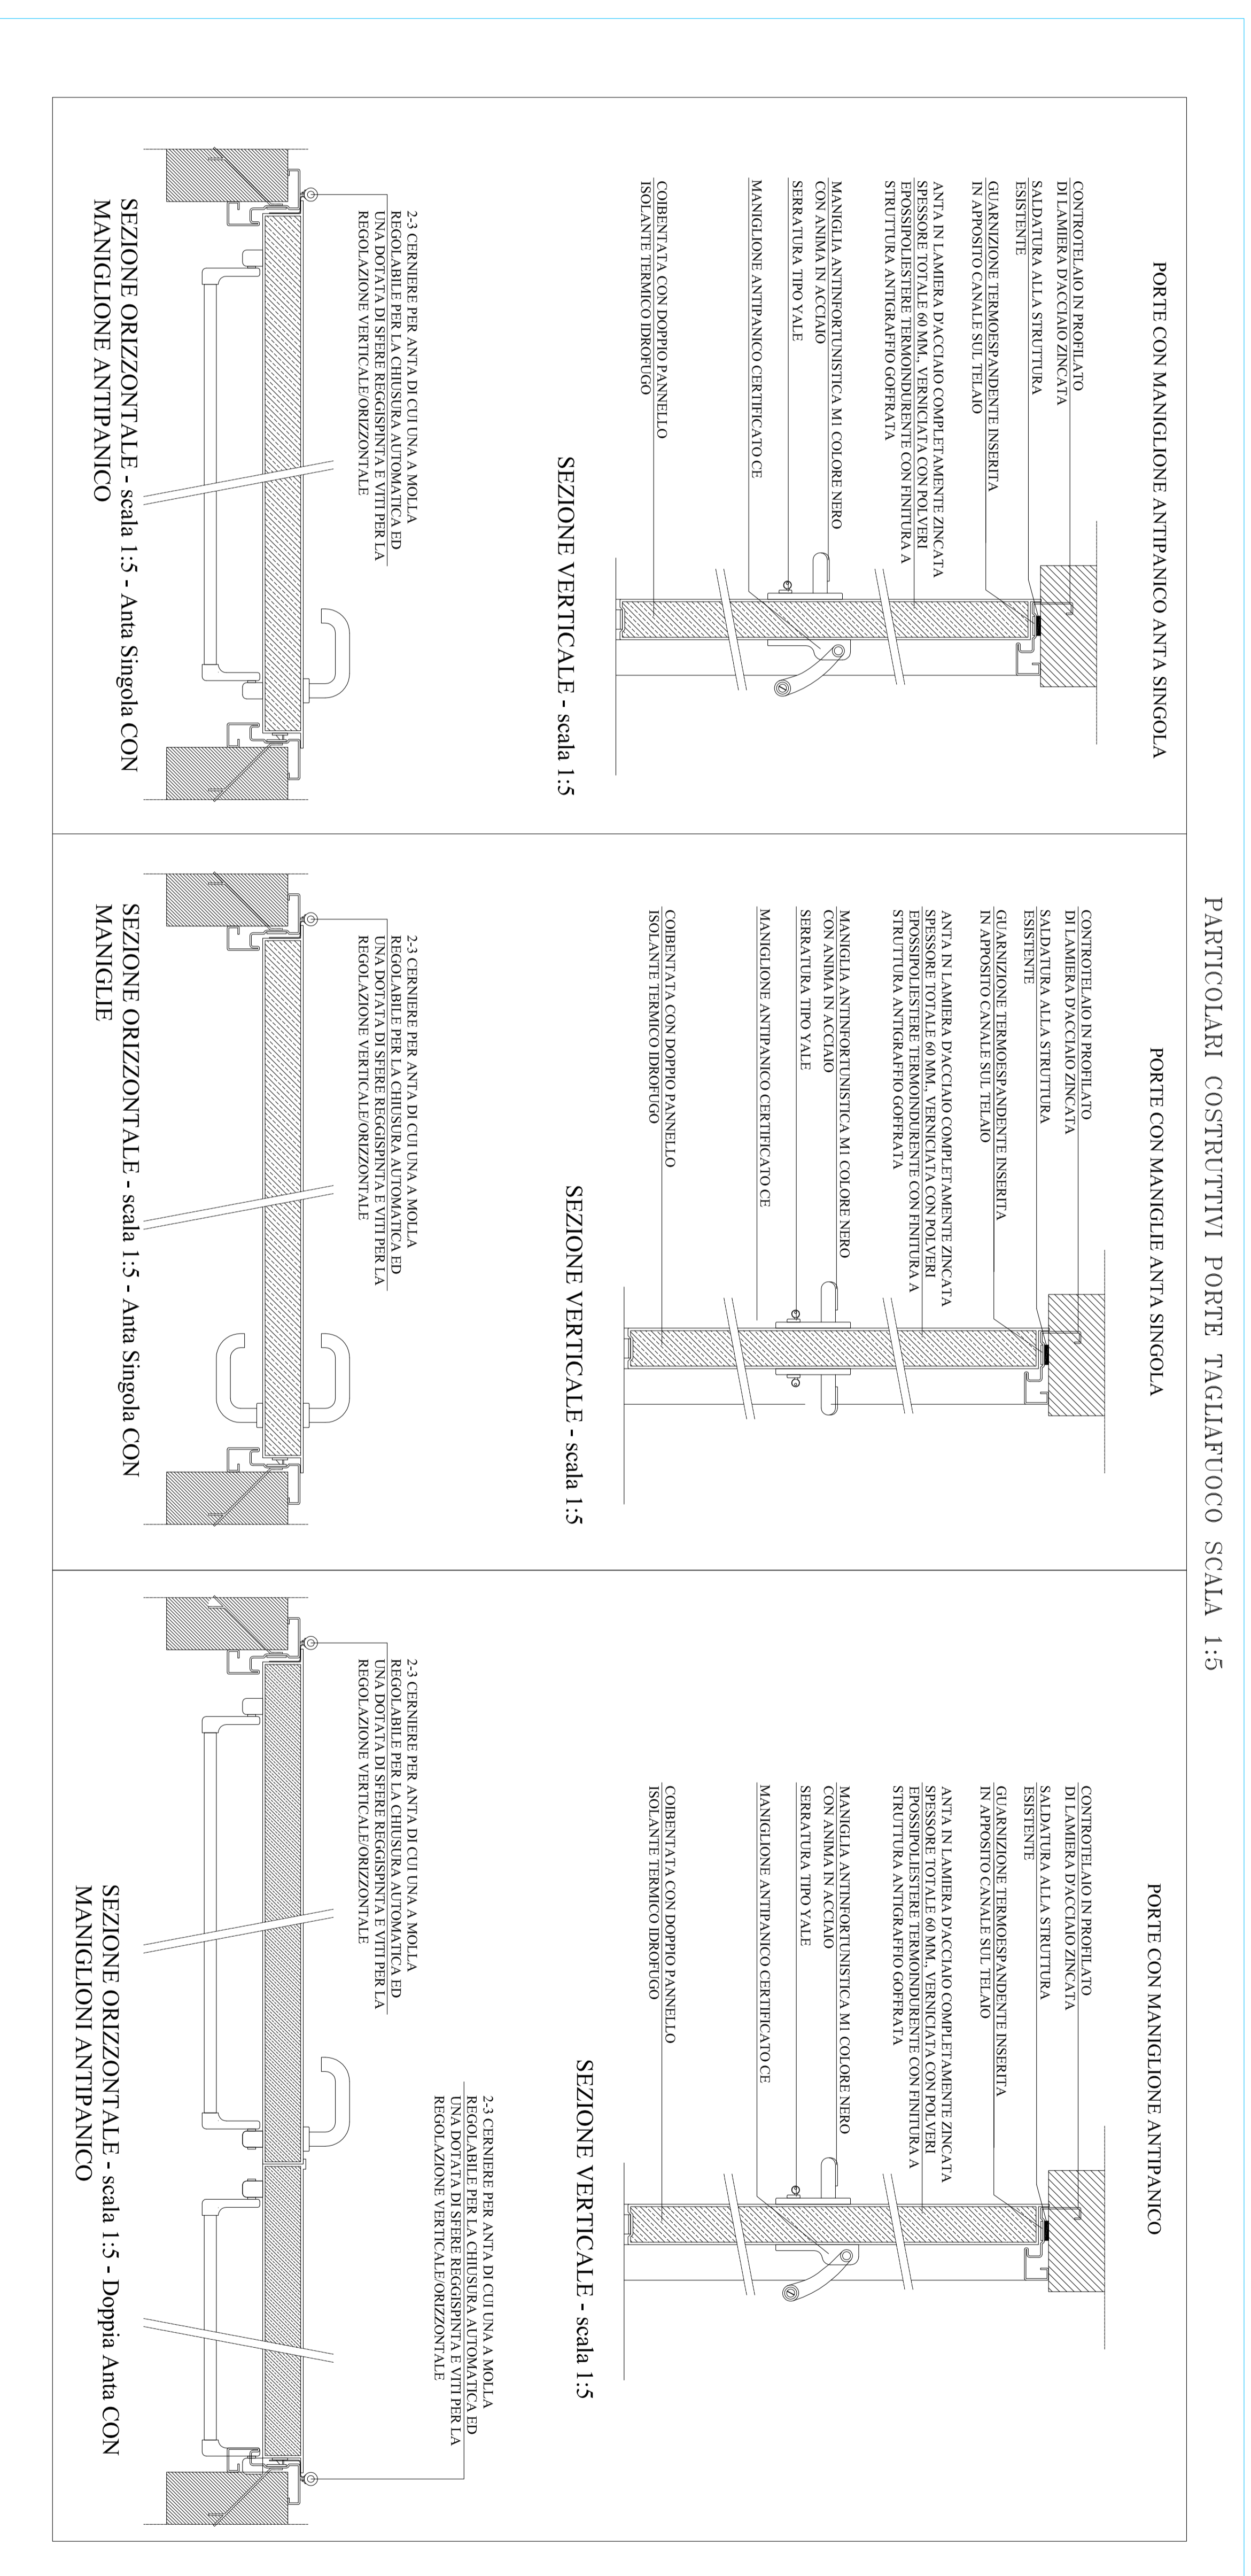 PARTICOLARI COSTRUTTIVI PORTE TAGLIAFUOCO SCALA 1:5
PORTE CON MANIGLIONE ANTIPANICO ANTA SINGOLA
CONTROTELAIO IN PROFILATO
DI LAMIERA D'ACCIAIO ZINCATA
SALDATURA ALLA STRUTTURA
ESISTENTE
GUARNIZIONE TERMOESPANDENTE INSERITA
IN APPOSITO CANALE SUL TELAIO
ANTA IN LAMIERA D'ACCIAIO COMPLETAMENTE ZINCATA
SPESSORE TOTALE 60 MM., VERNICIATA CON POLVERI
EPOSSIPOLIESTERE TERMOINDURENTE CON FINITURA A
STRUTTURA ANTIGRAFFIO GOFFRATA
MANIGLIA ANTINFORTUNISTICA M1 COLORE NERO
CON ANIMA IN ACCIAIO
SERRATURA TIPO YALE
MANIGLIONE ANTIPANICO CERTIFICATO CE
COIBENTATA CON DOPPIO PANNELLO
ISOLANTE TERMICO IDROFUGO
SEZIONE VERTICALE - scala 1:5
2-3 CERNIERE PER ANTA DI CUI UNA A MOLLA
REGOLABILE PER LA CHIUSURA AUTOMATICA ED
UNA DOTATA DI SFERE REGGISPINTA E VITI PER LA
REGOLAZIONE VERTICALE/ORIZZONTALE
SEZIONE ORIZZONTALE - scala 1:5 - Anta Singola CON
MANIGLIONE ANTIPANICO
PORTE CON MANIGLIE ANTA SINGOLA
CONTROTELAIO IN PROFILATO
DI LAMIERA D'ACCIAIO ZINCATA
SALDATURA ALLA STRUTTURA
ESISTENTE
GUARNIZIONE TERMOESPANDENTE INSERITA
IN APPOSITO CANALE SUL TELAIO
ANTA IN LAMIERA D'ACCIAIO COMPLETAMENTE ZINCATA
SPESSORE TOTALE 60 MM., VERNICIATA CON POLVERI
EPOSSIPOLIESTERE TERMOINDURENTE CON FINITURA A
STRUTTURA ANTIGRAFFIO GOFFRATA
MANIGLIA ANTINFORTUNISTICA M1 COLORE NERO
CON ANIMA IN ACCIAIO
SERRATURA TIPO YALE
MANIGLIONE ANTIPANICO CERTIFICATO CE
COIBENTATA CON DOPPIO PANNELLO
ISOLANTE TERMICO IDROFUGO
SEZIONE VERTICALE - scala 1:5
2-3 CERNIERE PER ANTA DI CUI UNA A MOLLA
REGOLABILE PER LA CHIUSURA AUTOMATICA ED
UNA DOTATA DI SFERE REGGISPINTA E VITI PER LA
REGOLAZIONE VERTICALE/ORIZZONTALE
SEZIONE ORIZZONTALE - scala 1:5 - Anta Singola CON
MANIGLIE
PORTE CON MANIGLIONE ANTIPANICO
CONTROTELAIO IN PROFILATO
DI LAMIERA D'ACCIAIO ZINCATA
SALDATURA ALLA STRUTTURA
ESISTENTE
GUARNIZIONE TERMOESPANDENTE INSERITA
IN APPOSITO CANALE SUL TELAIO
ANTA IN LAMIERA D'ACCIAIO COMPLETAMENTE ZINCATA
SPESSORE TOTALE 60 MM., VERNICIATA CON POLVERI
EPOSSIPOLIESTERE TERMOINDURENTE CON FINITURA A
STRUTTURA ANTIGRAFFIO GOFFRATA
MANIGLIA ANTINFORTUNISTICA M1 COLORE NERO
CON ANIMA IN ACCIAIO
SERRATURA TIPO YALE
MANIGLIONE ANTIPANICO CERTIFICATO CE
COIBENTATA CON DOPPIO PANNELLO
ISOLANTE TERMICO IDROFUGO
SEZIONE VERTICALE - scala 1:5
2-3 CERNIERE PER ANTA DI CUI UNA A MOLLA
REGOLABILE PER LA CHIUSURA AUTOMATICA ED
UNA DOTATA DI SFERE REGGISPINTA E VITI PER LA
REGOLAZIONE VERTICALE/ORIZZONTALE
2-3 CERNIERE PER ANTA DI CUI UNA A MOLLA
REGOLABILE PER LA CHIUSURA AUTOMATICA ED
UNA DOTATA DI SFERE REGGISPINTA E VITI PER LA
REGOLAZIONE VERTICALE/ORIZZONTALE
SEZIONE ORIZZONTALE - scala 1:5 - Doppia Anta CON
MANIGLIONI ANTIPANICO